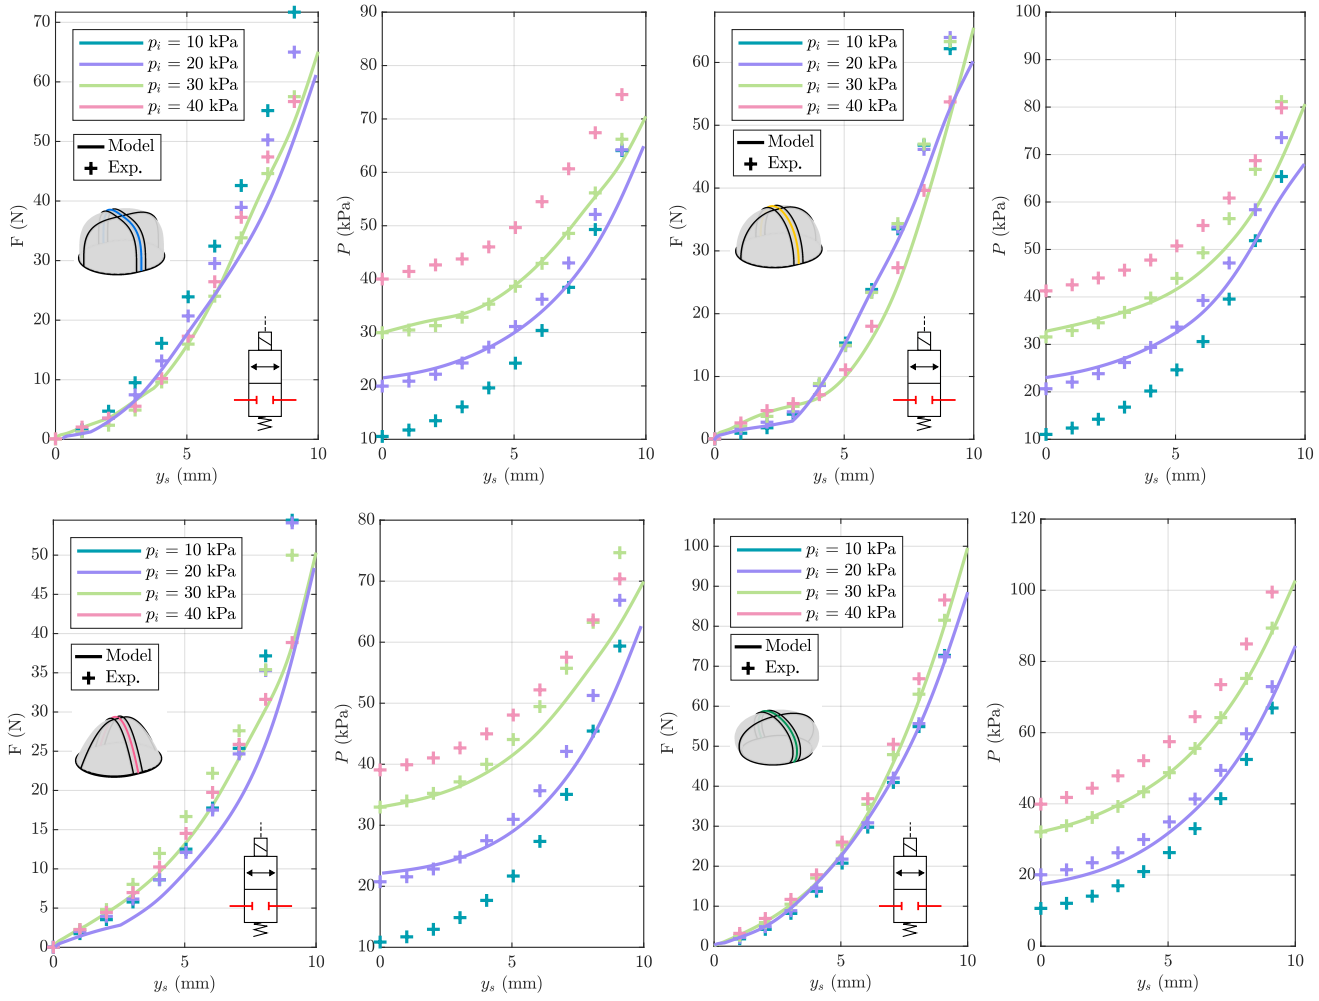 70
60
50
40
30
20
10
0
F (N)
p_i = 10 kPa
p_i = 20 kPa
p_i = 30 kPa
p_i = 40 kPa
Model
Exp.
0 5 10
y_s (mm)
90
80
70
60
50
40
30
20
10
P (kPa)
0 5 10
y_s (mm)
60
50
40
30
20
10
0
F (N)
p_i = 10 kPa
p_i = 20 kPa
p_i = 30 kPa
p_i = 40 kPa
Model
Exp.
0 5 10
y_s (mm)
100
90
80
70
60
50
40
30
20
10
P (kPa)
0 5 10
y_s (mm)
50
45
40
35
30
25
20
15
10
5
0
F (N)
p_i = 10 kPa
p_i = 20 kPa
p_i = 30 kPa
p_i = 40 kPa
Model
Exp.
0 5 10
y_s (mm)
80
70
60
50
40
30
20
10
P (kPa)
0 5 10
y_s (mm)
100
90
80
70
60
50
40
30
20
10
0
F (N)
p_i = 10 kPa
p_i = 20 kPa
p_i = 30 kPa
p_i = 40 kPa
Model
Exp.
0 5 10
y_s (mm)
120
100
80
60
40
20
0
P (kPa)
0 5 10
y_s (mm)